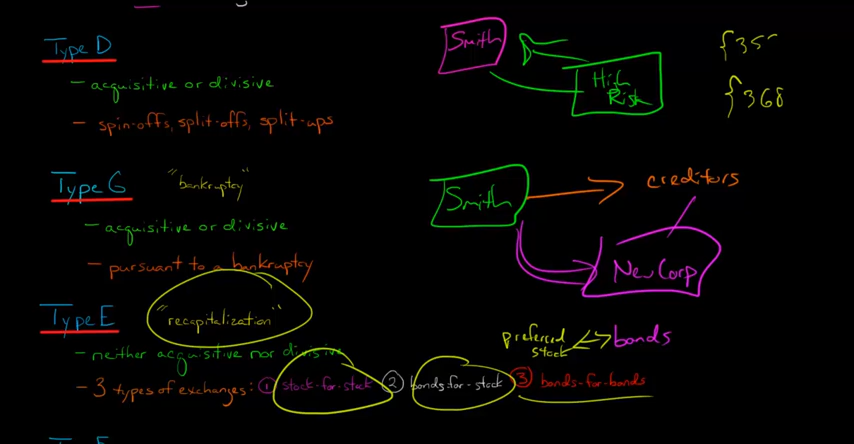 Type D
Smith
{355
- acquisitive or divisive
High
Risk
{368
- spin-offs, split-offs, split-ups
Type G "bankruptcy"
creditors
Smith
- acquisitive or divisive
- pursuant to a bankruptcy
NewCorp
Type E "recapitalization"
preferred
stock <-> bonds
- neither acquisitive nor divisive
- 3 types of exchanges: ① stock-for-stock ② bonds-for-stock ③ bonds-for-bonds